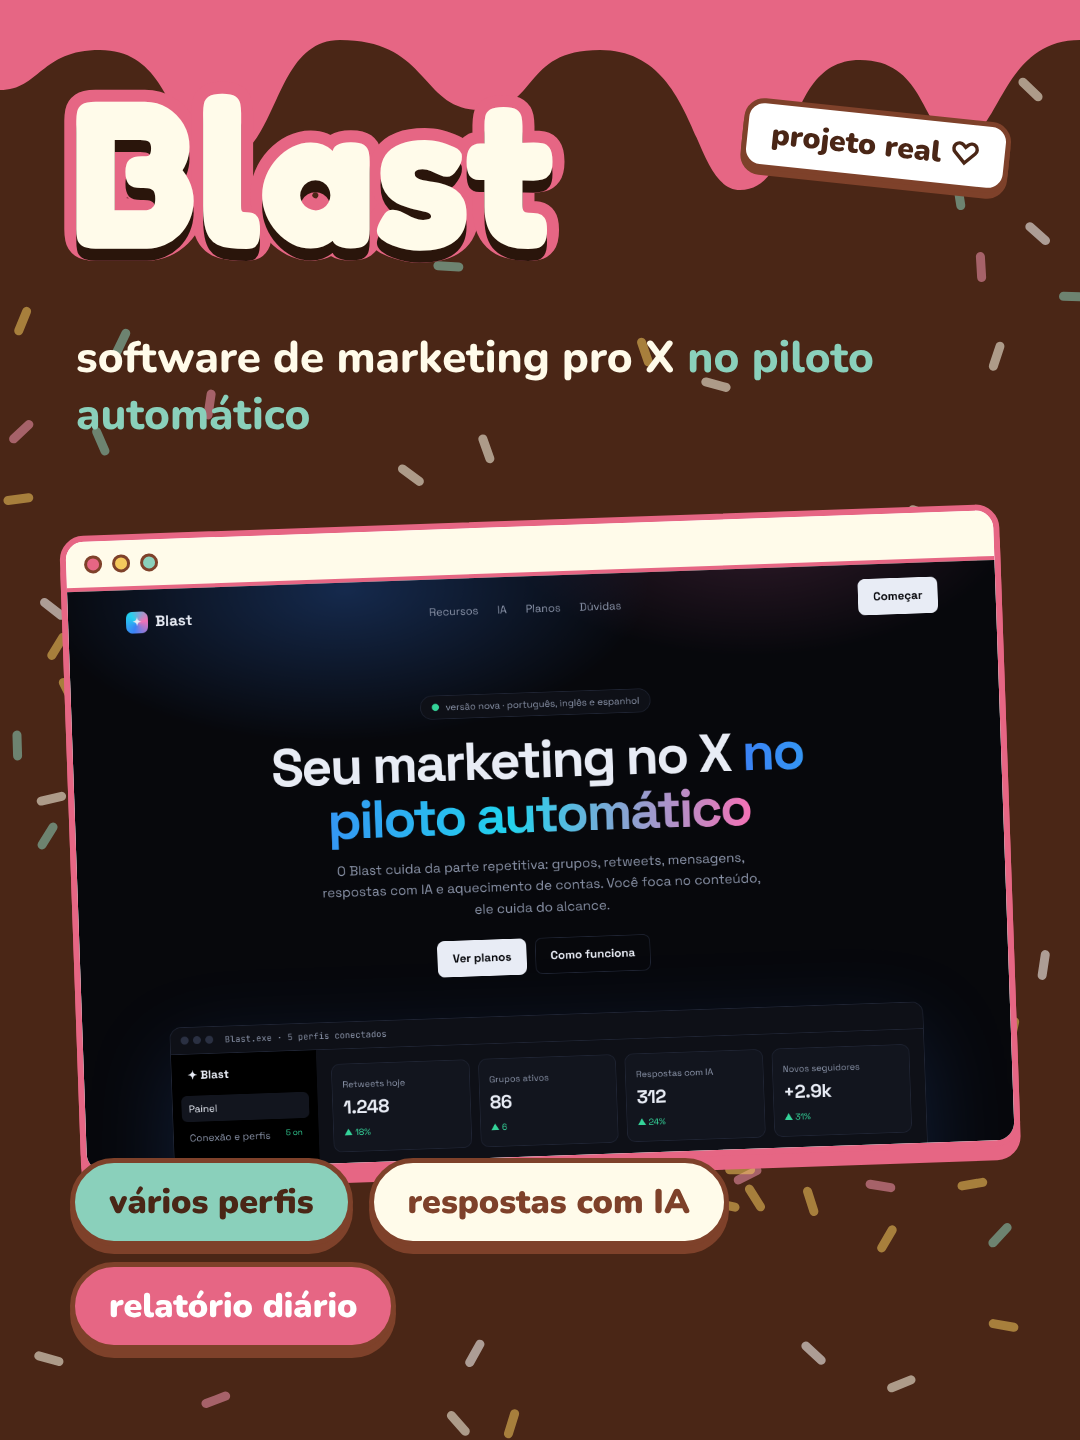 Blast
projeto real ♡
software de marketing pro X no piloto
automático
Blast
Recursos IA Planos Dúvidas
Começar
versão nova · português, inglês e espanhol
Seu marketing no X no
piloto automático
O Blast cuida da parte repetitiva: grupos, retweets, mensagens,
respostas com IA e aquecimento de contas. Você foca no conteúdo,
ele cuida do alcance.
Ver planos
Como funciona
Blast.exe · 5 perfis conectados
✦ Blast
Painel
Conexão e perfis 5 on
Retweets hoje
1.248
▲ 18%
Grupos ativos
86
▲ 6
Respostas com IA
312
▲ 24%
Novos seguidores
+2.9k
▲ 31%
vários perfis
respostas com IA
relatório diário